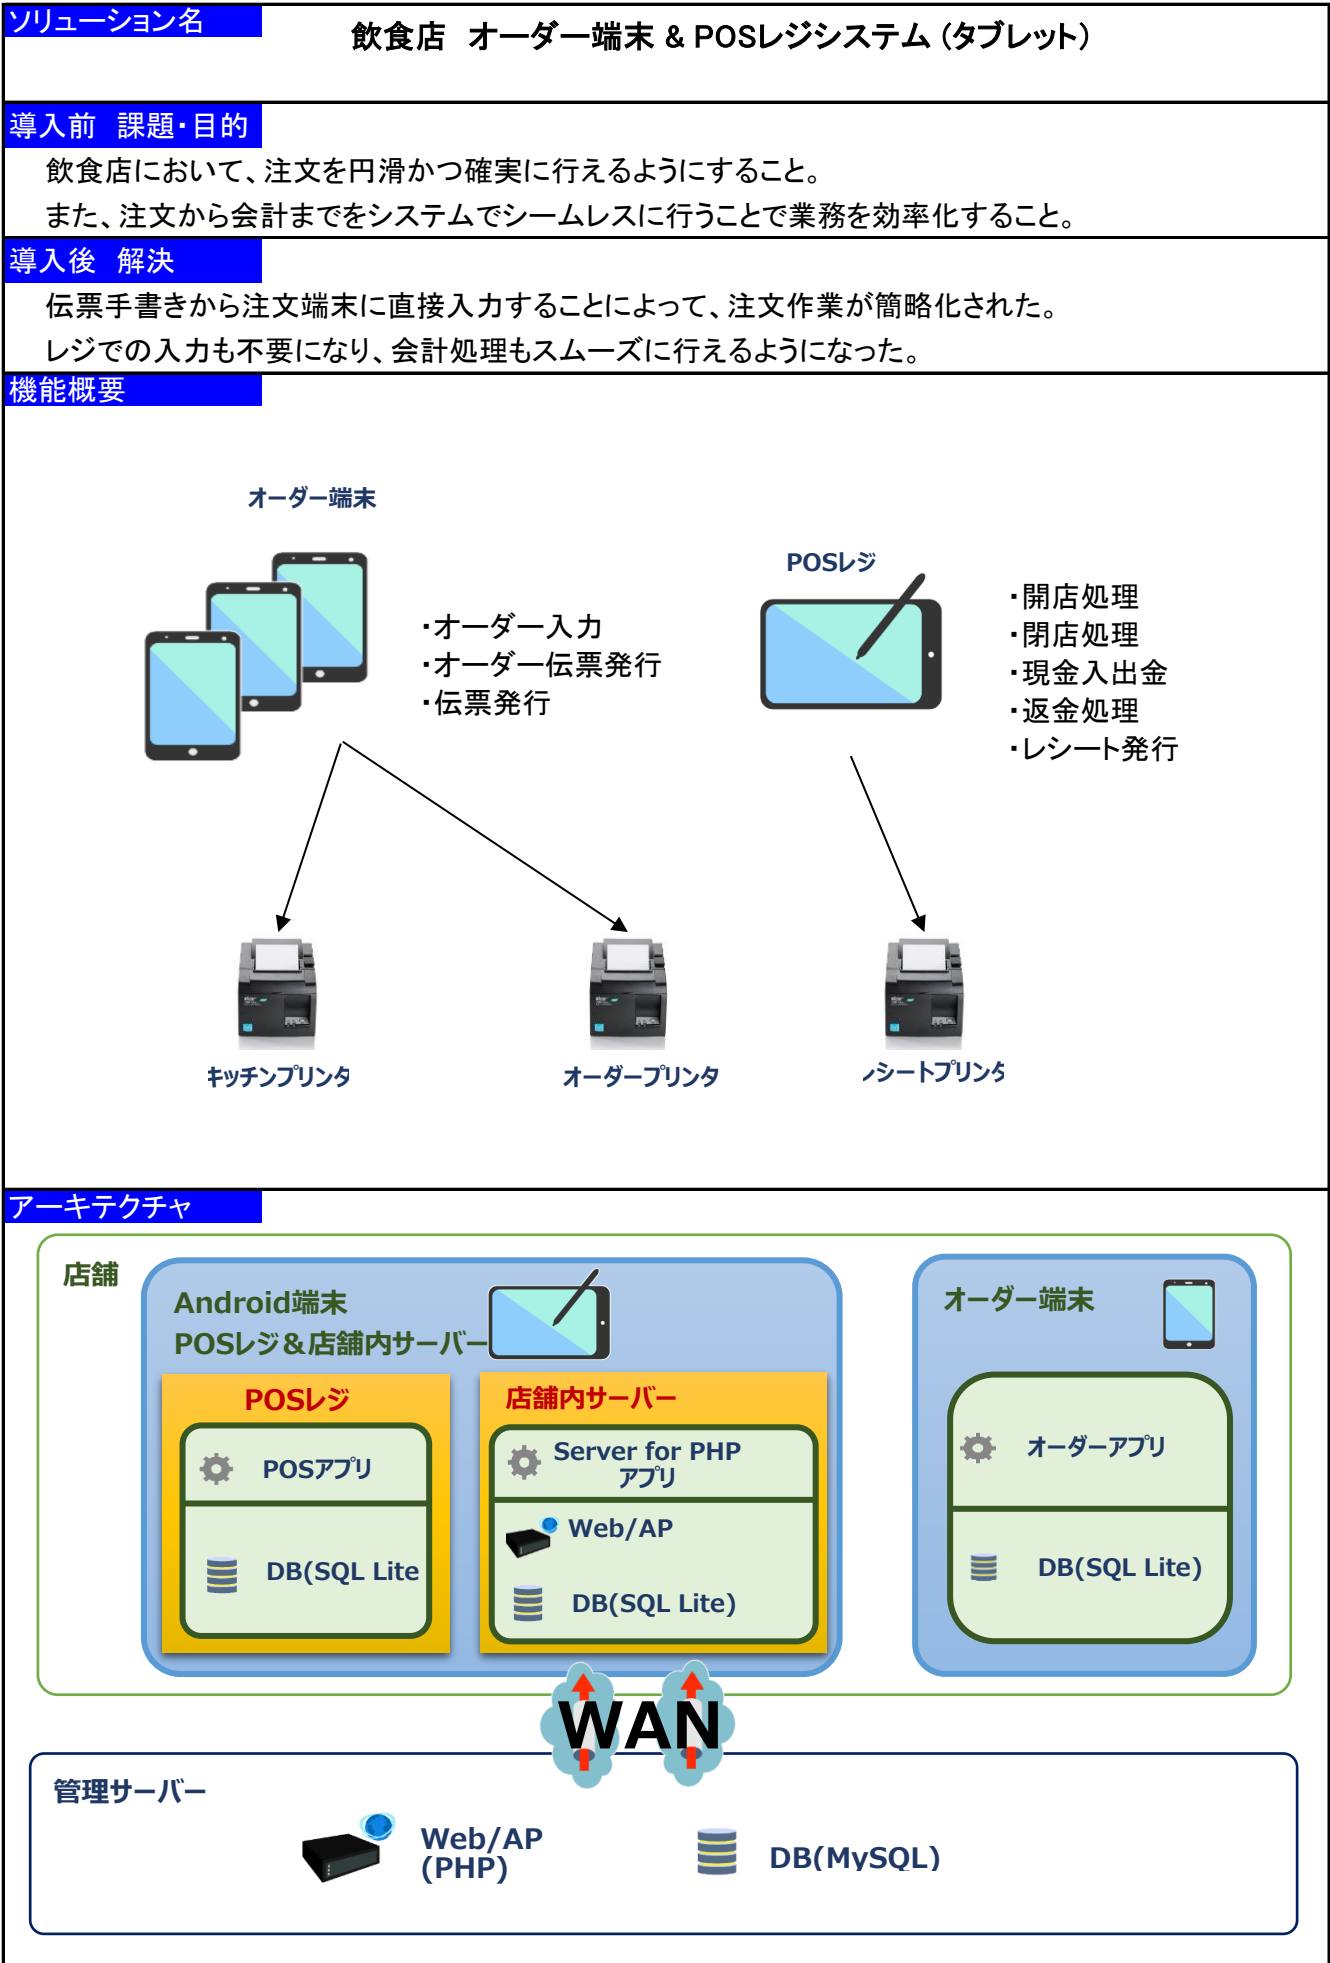 ソリューション名
飲食店　オーダー端末 & POSレジシステム (タブレット)
導入前　課題・目的
飲食店において、注文を円滑かつ確実に行えるようにすること。
また、注文から会計までをシステムでシームレスに行うことで業務を効率化すること。
導入後　解決
伝票手書きから注文端末に直接入力することによって、注文作業が簡略化された。
レジでの入力も不要になり、会計処理もスムーズに行えるようになった。
機能概要
オーダー端末
・オーダー入力
・オーダー伝票発行
・伝票発行
POSレジ
・開店処理
・閉店処理
・現金入出金
・返金処理
・レシート発行
キッチンプリンタ
オーダープリンタ
レシートプリンタ
アーキテクチャ
店舗
Android端末
POSレジ＆店舗内サーバー
POSレジ
POSアプリ
DB(SQL Lite
店舗内サーバー
Server for PHP
アプリ
Web/AP
DB(SQL Lite)
オーダー端末
オーダーアプリ
DB(SQL Lite)
WAN
管理サーバー
Web/AP
(PHP)
DB(MySQL)